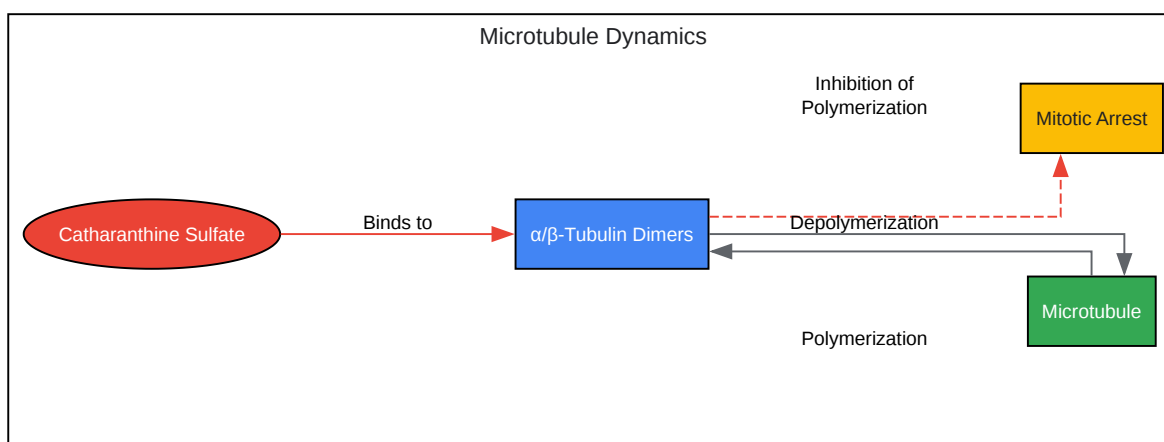 Microtubule Dynamics
Inhibition of
Polymerization
Mitotic Arrest
Catharanthine Sulfate
Binds to
α/β-Tubulin Dimers
Depolymerization
Microtubule
Polymerization